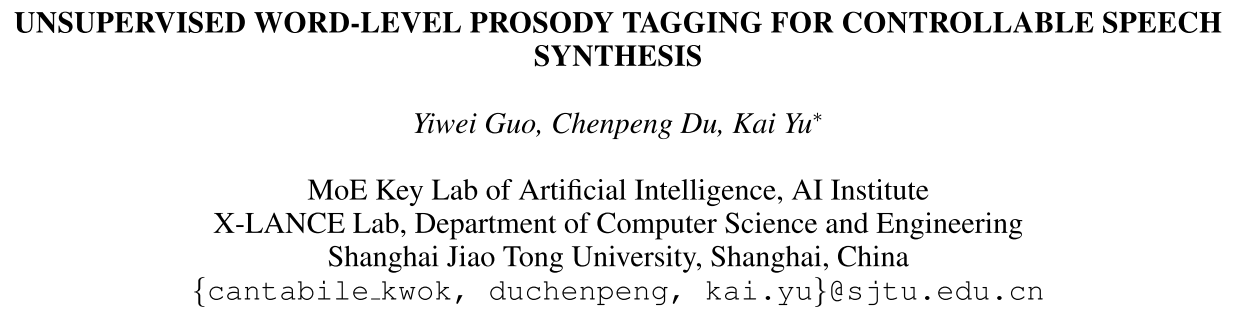 UNSUPERVISED WORD-LEVEL PROSODY TAGGING FOR CONTROLLABLE SPEECH
SYNTHESIS
Yiwei Guo, Chenpeng Du, Kai Yu*
MoE Key Lab of Artificial Intelligence, AI Institute
X-LANCE Lab, Department of Computer Science and Engineering
Shanghai Jiao Tong University, Shanghai, China
{cantabile_kwok, duchenpeng, kai.yu}@sjtu.edu.cn